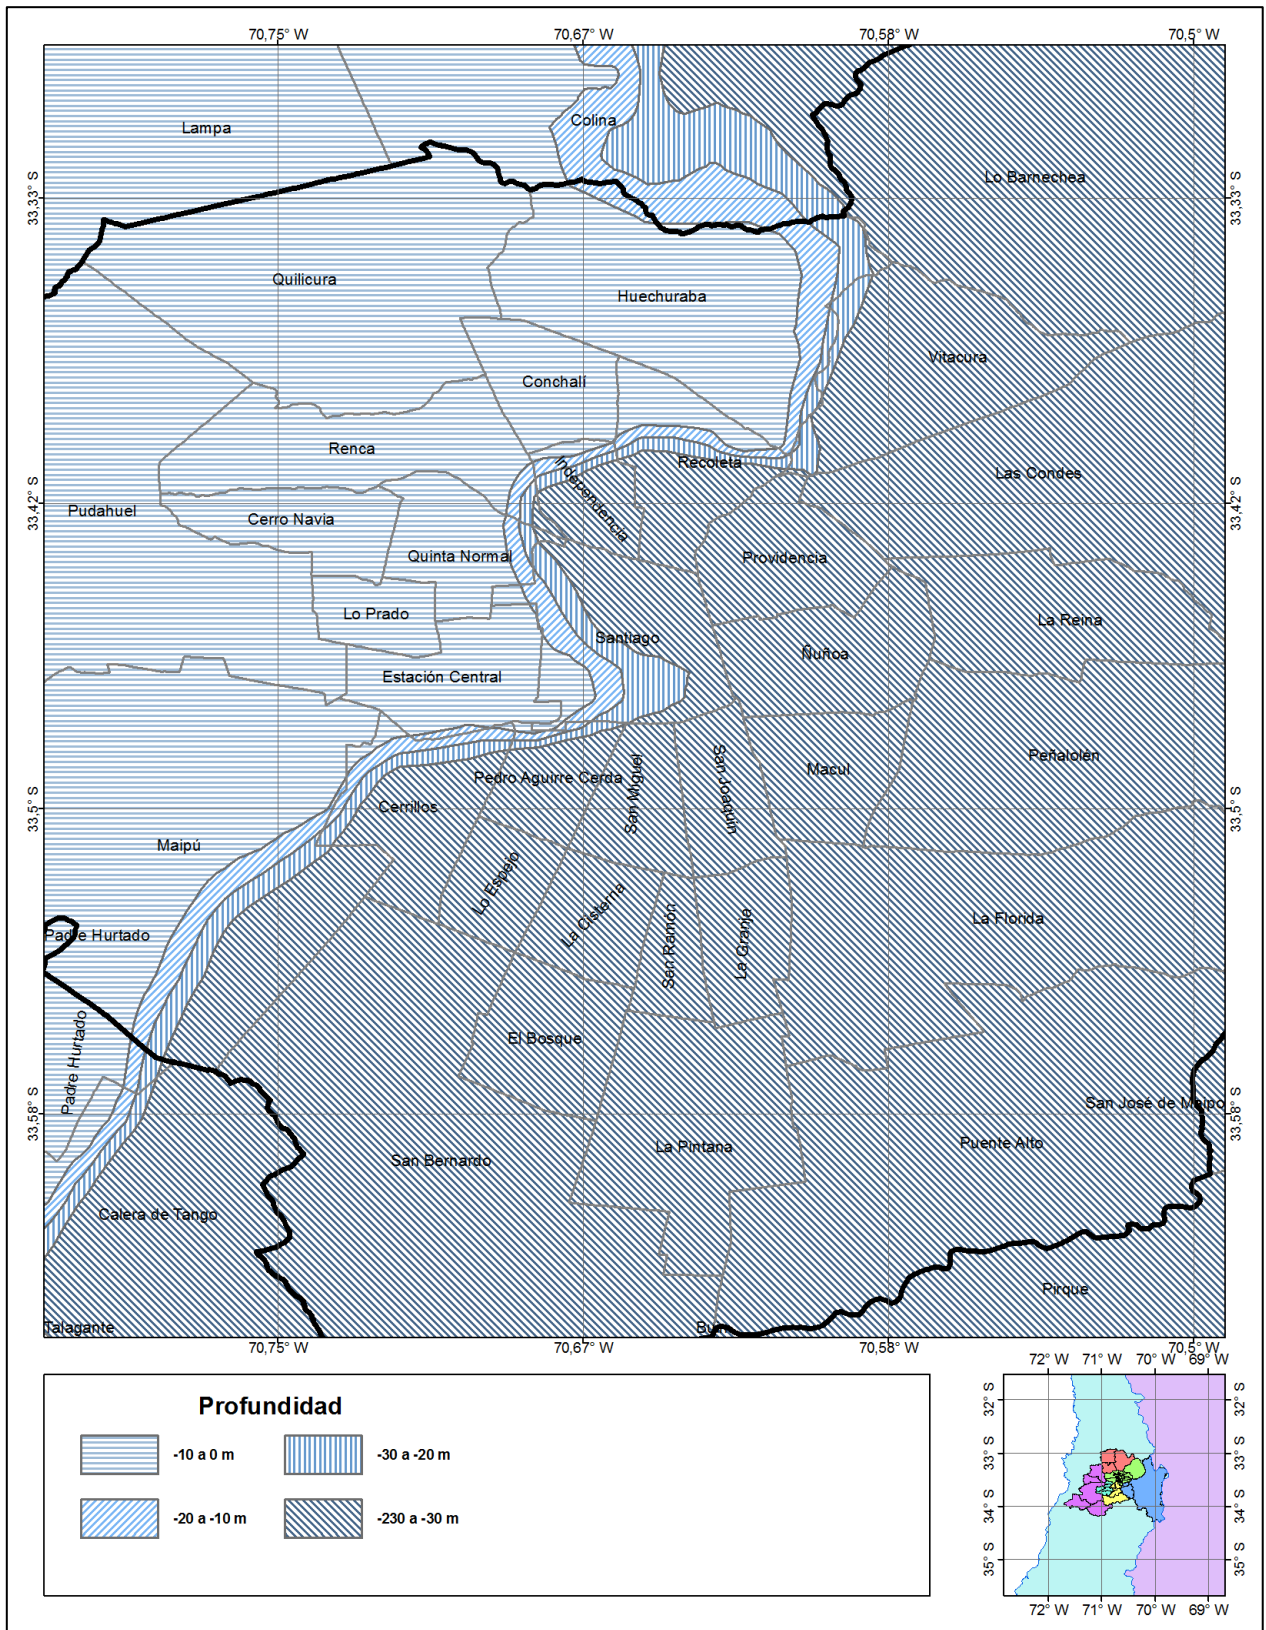 70,75° W 70,67° W 70,58° W 70,5° W
Lampa
Colina
Lo Barnechea
33,33° S 33,33° S
Quilicura
Huechuraba
Vitacura
Conchalí
Renca
Recoleta
Independencia
Las Condes
Pudahuel
Cerro Navia
33,42° S 33,42° S
Quinta Normal
Providencia
Lo Prado
La Reina
Santiago
Ñuñoa
Estación Central
Peñalolén
Macul
San Joaquín
Pedro Aguirre Cerda
San Miguel
Cerrillos
33,5° S 33,5° S
Maipú
Lo Espejo
La Cisterna
La Florida
Padre Hurtado
San Ramón
La Granja
El Bosque
Padre Hurtado
San José de Maipo
33,58° S 33,58° S
Puente Alto
La Pintana
San Bernardo
Calera de Tango
Pirque
Talagante
Buin
70,75° W 70,67° W 70,58° W 70,5° W
Profundidad
-10 a 0 m
-30 a -20 m
-20 a -10 m
-230 a -30 m
72° W 71° W 70° W 69° W
32° S 32° S
33° S 33° S
34° S 34° S
35° S 35° S
72° W 71° W 70° W 69° W